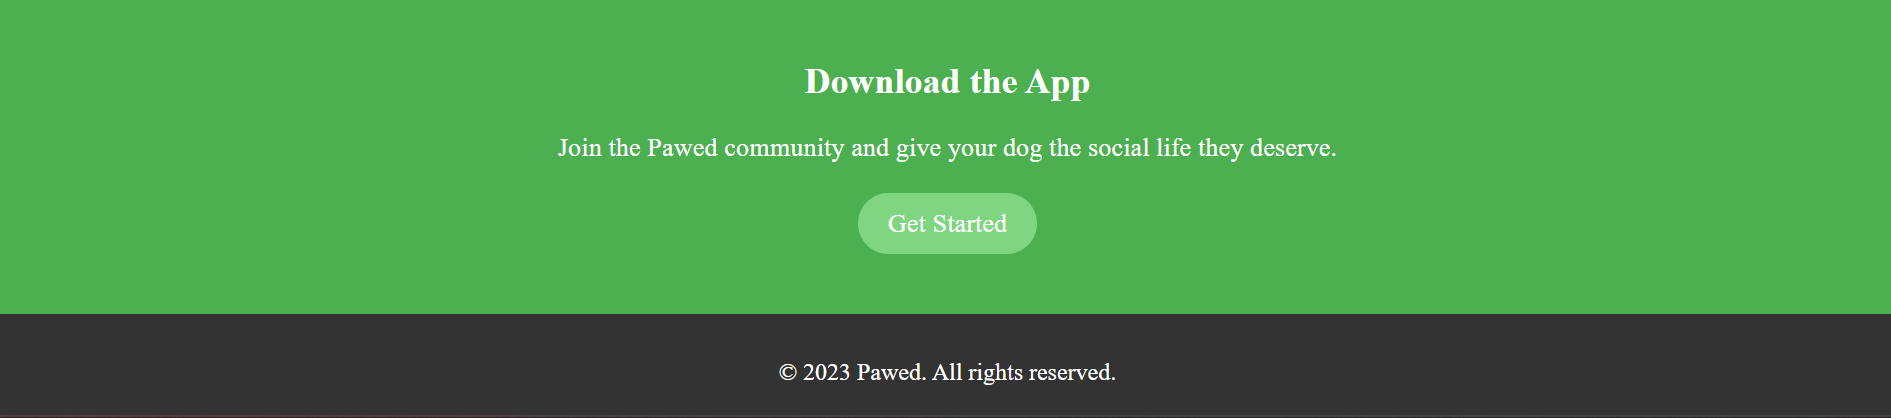 Download the App
Join the Pawed community and give your dog the social life they deserve.
Get Started
© 2023 Pawed. All rights reserved.